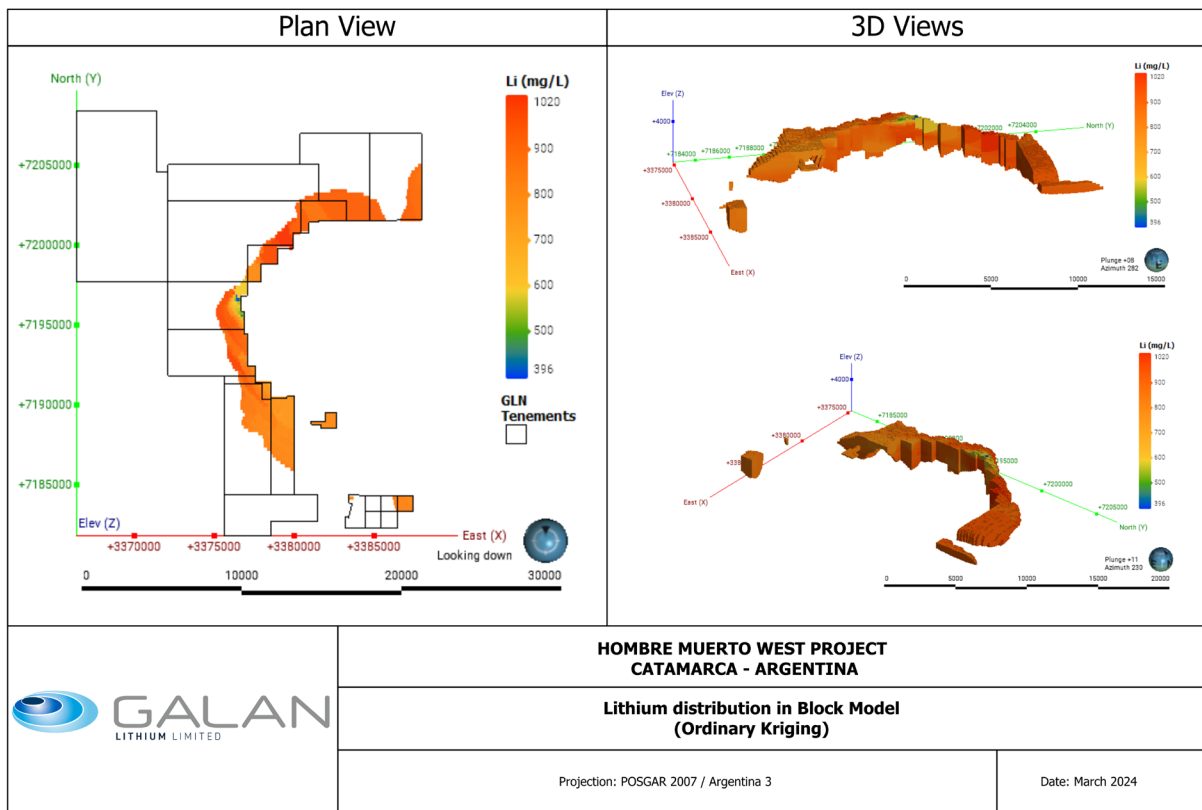 Plan View
3D Views
North (Y)
+7205000
+7200000
+7195000
+7190000
+7185000
Elev (Z)
+3370000
+3375000
+3380000
+3385000
East (X)
Looking down
0
10000
20000
30000
Li (mg/L)
1020
900
800
700
600
500
396
GLN
Tenements
Elev (Z)
+4000
+7184000
+7186000
+7188000
+7202000
+7204000
North (Y)
+3375000
+3380000
+3385000
East (X)
Li (mg/L)
1020
900
800
700
600
500
396
Plunge +08
Azimuth 282
0
5000
10000
15000
Elev (Z)
+4000
+3375000
+7185000
+3380000
East (X)
+7200000
+7205000
North (Y)
Li (mg/L)
1020
900
800
700
600
500
396
Plunge +11
Azimuth 230
0
5000
10000
15000
20000
GALAN
LITHIUM LIMITED
HOMBRE MUERTO WEST PROJECT
CATAMARCA - ARGENTINA
Lithium distribution in Block Model
(Ordinary Kriging)
Projection: POSGAR 2007 / Argentina 3
Date: March 2024